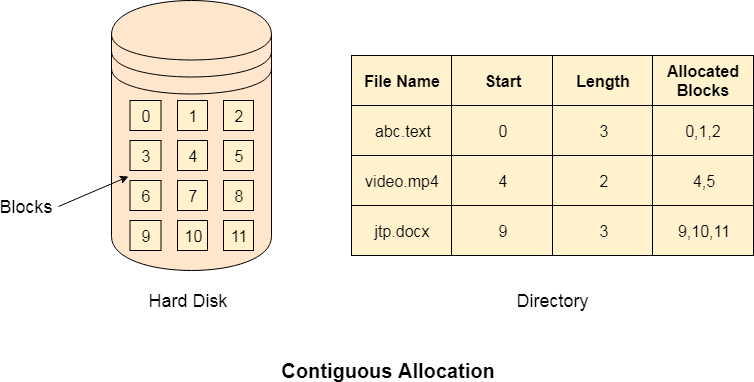 0 1 2
3 4 5
6 7 8
9 10 11
Blocks
Hard Disk
File Name Start Length Allocated
Blocks
abc.text 0 3 0,1,2
video.mp4 4 2 4,5
jtp.docx 9 3 9,10,11
Directory
Contiguous Allocation